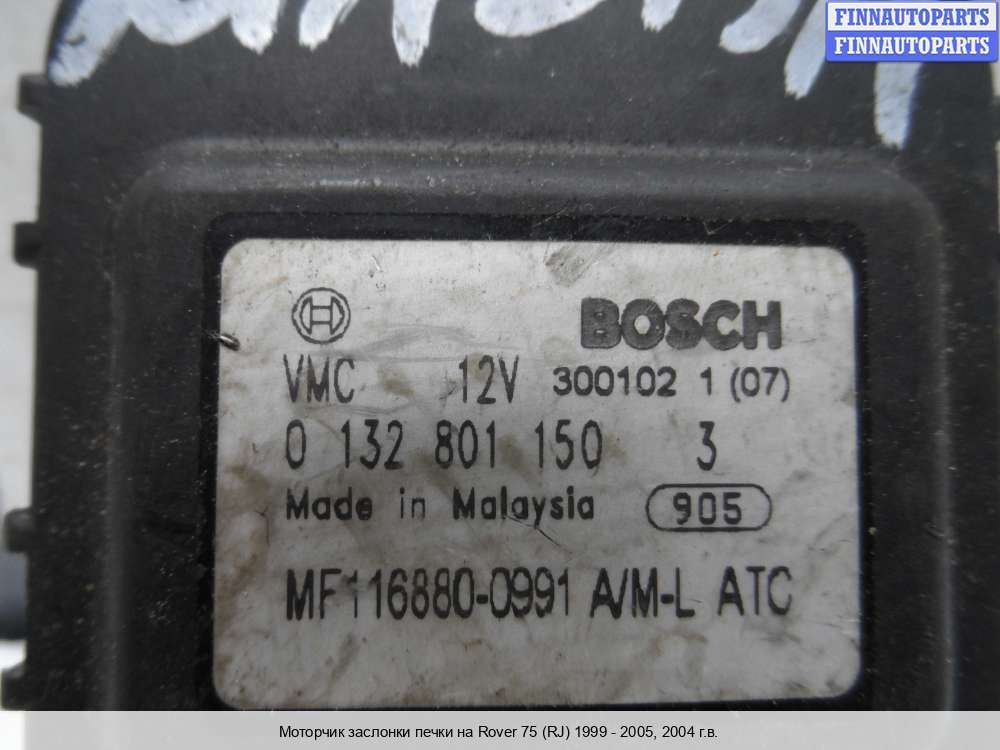 FINNAUTOPARTS
FINNAUTOPARTS
BOSCH
VMC 12V 300102 1 (07)
0 132 801 150 3
Made in Malaysia 905
MF116880-0991 A/M-L ATC
Моторчик заслонки печки на Rover 75 (RJ) 1999 - 2005, 2004 г.в.